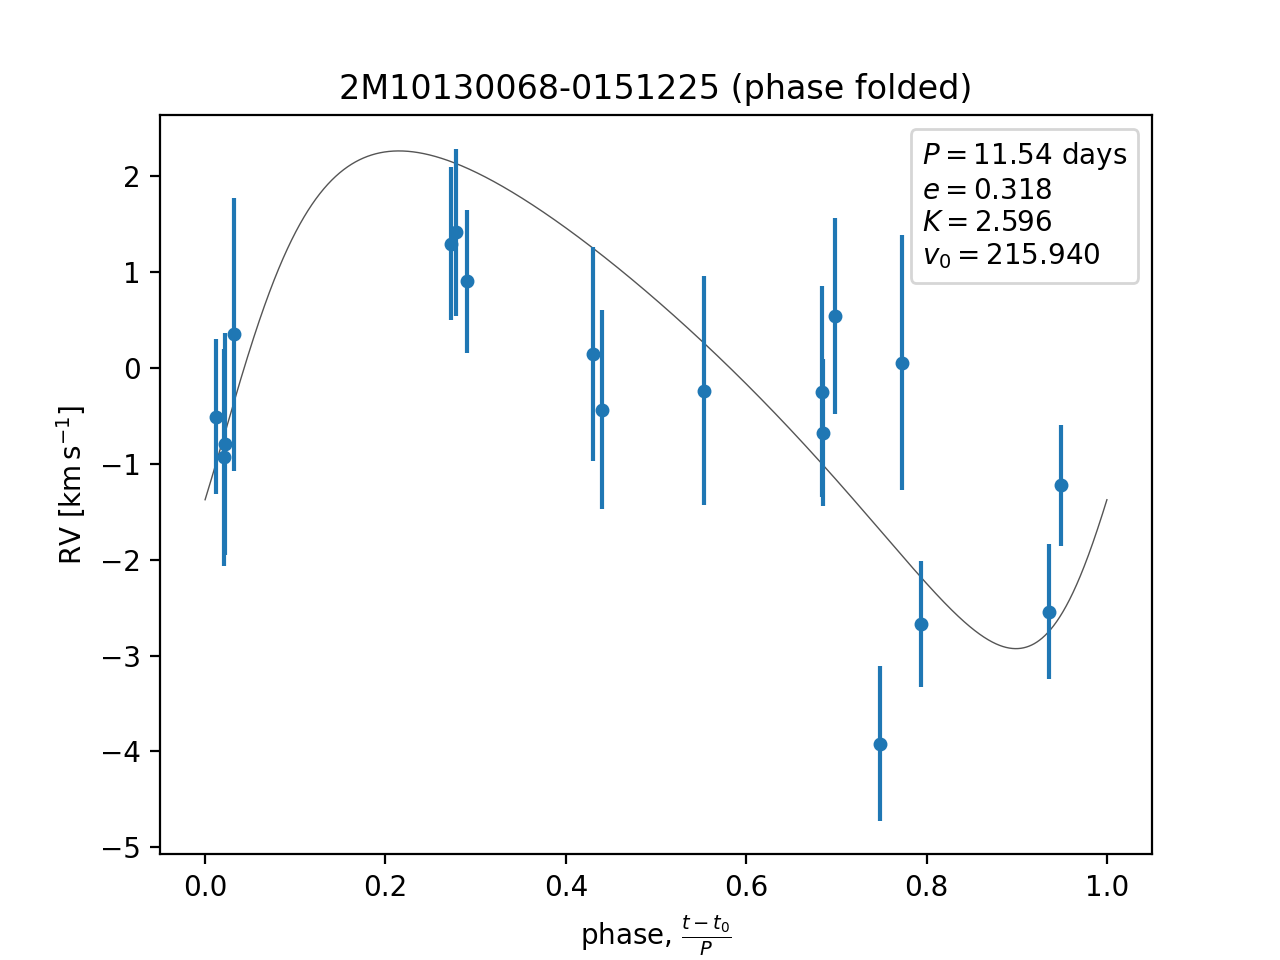 2M10130068-0151225 (phase folded)
P = 11.54 days
e = 0.318
K = 2.596
v₀ = 215.940
2
1
0
−1
−2
−3
−4
−5
RV [km s⁻¹]
0.0 0.2 0.4 0.6 0.8 1.0
phase, (t − t₀)/P